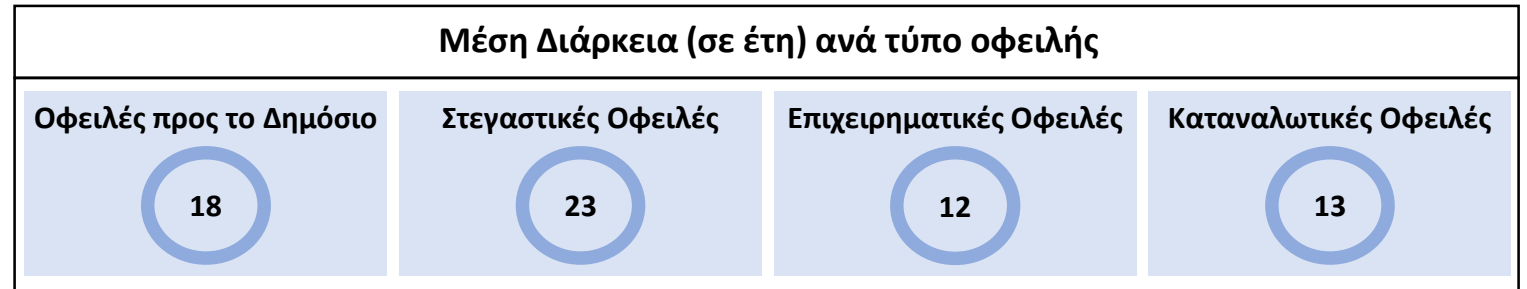 Μέση Διάρκεια (σε έτη) ανά τύπο οφειλής
Οφειλές προς το Δημόσιο
18
Στεγαστικές Οφειλές
23
Επιχειρηματικές Οφειλές
12
Καταναλωτικές Οφειλές
13